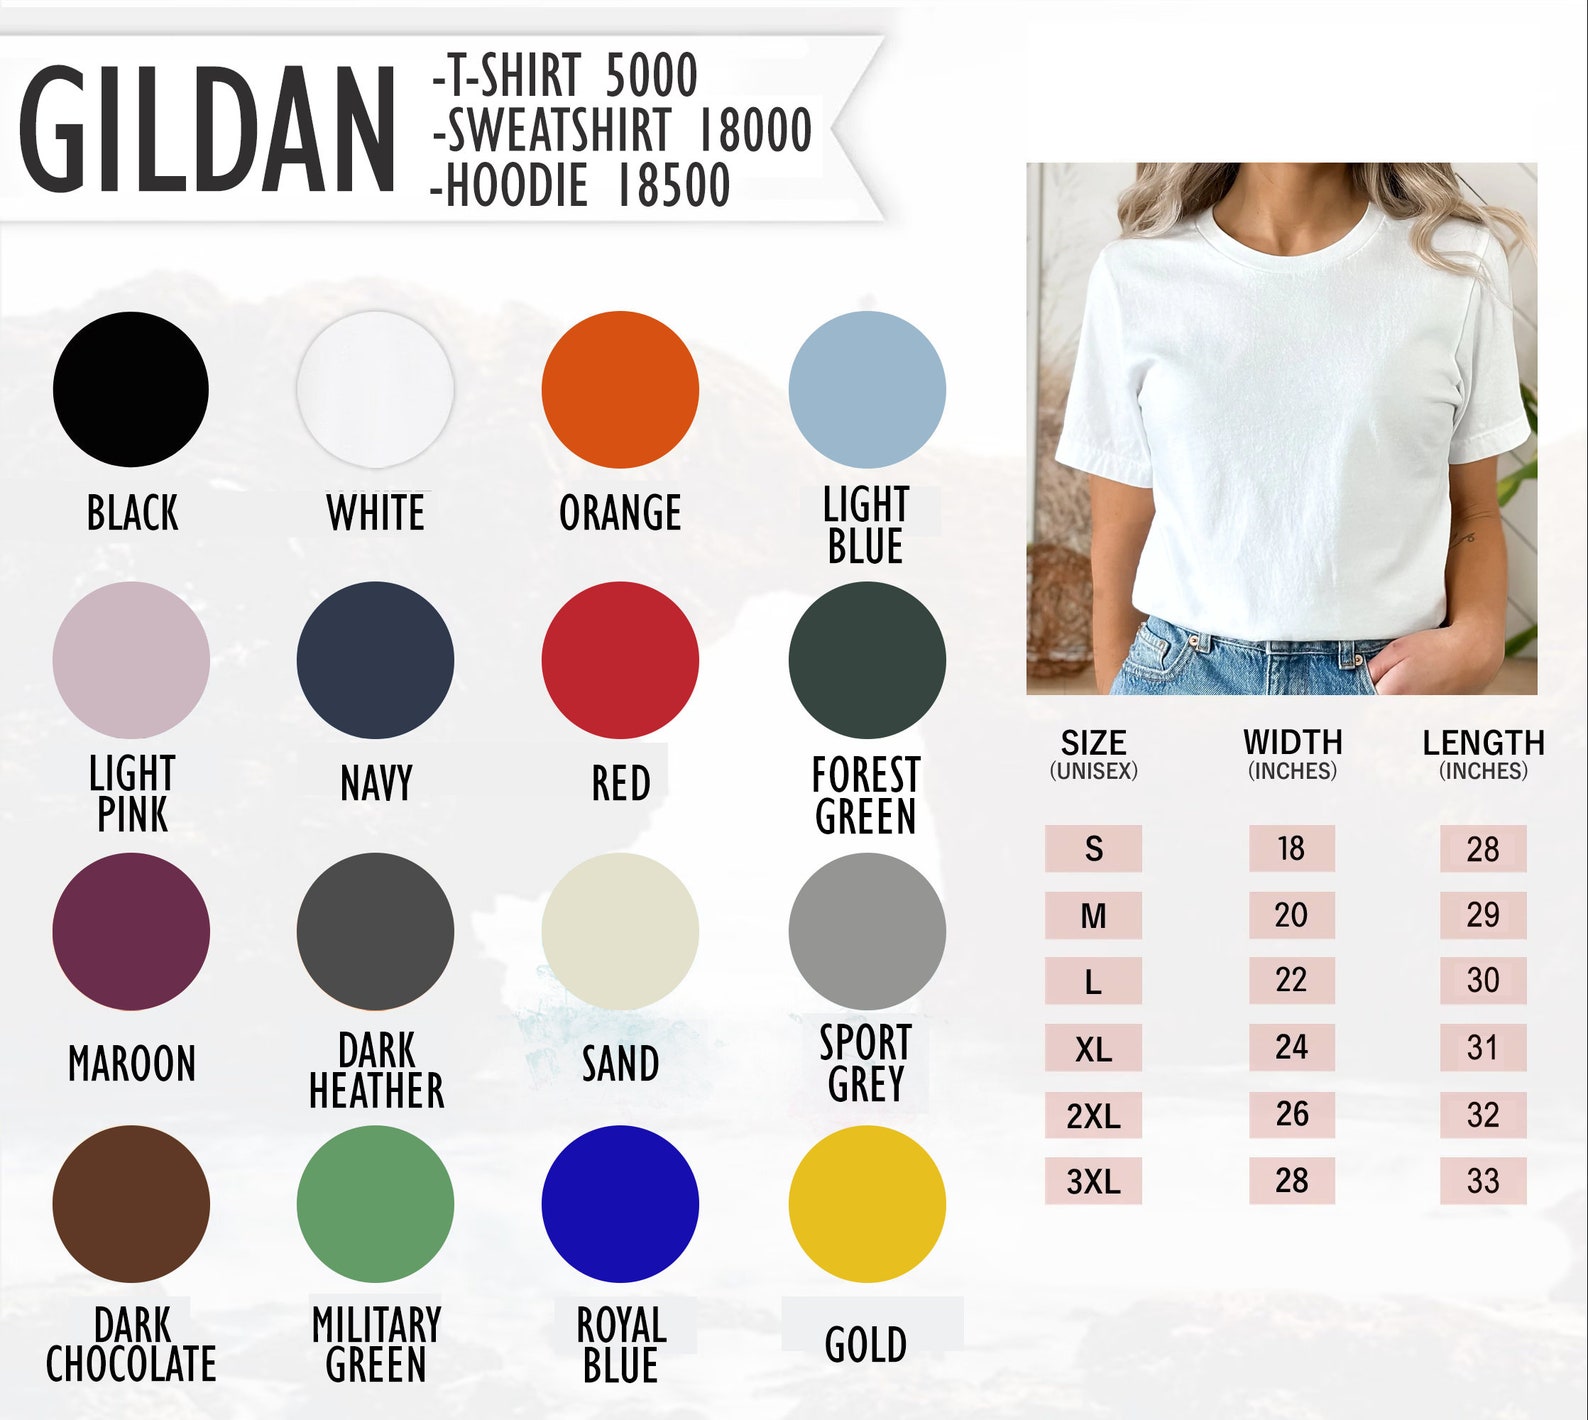 GILDAN
-T-SHIRT 5000
-SWEATSHIRT 18000
-HOODIE 18500
BLACK
WHITE
ORANGE
LIGHT
BLUE
LIGHT
PINK
NAVY
RED
FOREST
GREEN
MAROON
DARK
HEATHER
SAND
SPORT
GREY
DARK
CHOCOLATE
MILITARY
GREEN
ROYAL
BLUE
GOLD
SIZE WIDTH LENGTH
(UNISEX) (INCHES) (INCHES)
S 18 28
M 20 29
L 22 30
XL 24 31
2XL 26 32
3XL 28 33